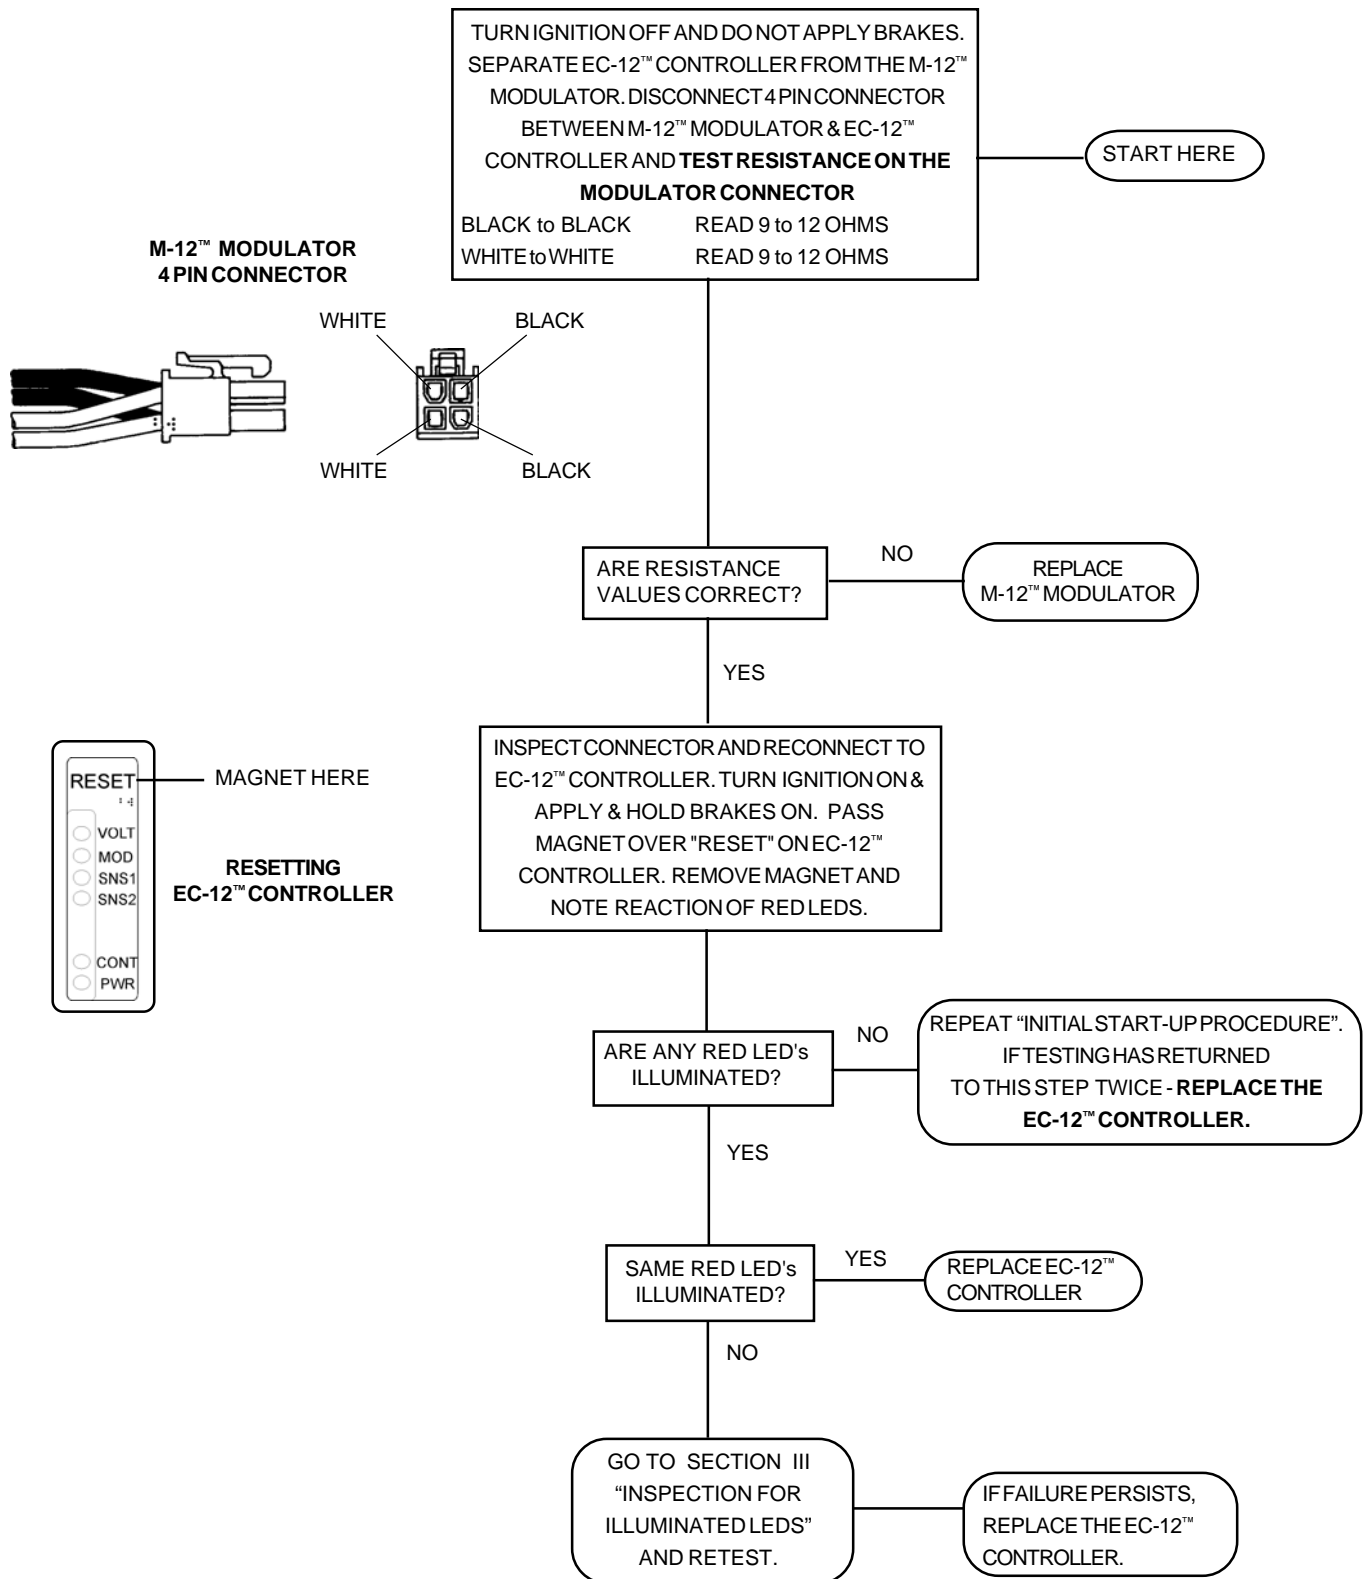 TURN IGNITION OFF AND DO NOT APPLY BRAKES.
SEPARATE EC-12™ CONTROLLER FROM THE M-12™
MODULATOR. DISCONNECT 4 PIN CONNECTOR
BETWEEN M-12™ MODULATOR & EC-12™
CONTROLLER AND TEST RESISTANCE ON THE
MODULATOR CONNECTOR
BLACK to BLACK READ 9 to 12 OHMS
WHITE to WHITE READ 9 to 12 OHMS
START HERE
M-12™ MODULATOR
4 PIN CONNECTOR
WHITE BLACK
WHITE BLACK
ARE RESISTANCE
VALUES CORRECT?
NO
REPLACE
M-12™ MODULATOR
YES
INSPECT CONNECTOR AND RECONNECT TO
EC-12™ CONTROLLER. TURN IGNITION ON &
APPLY & HOLD BRAKES ON. PASS
MAGNET OVER "RESET" ON EC-12™
CONTROLLER. REMOVE MAGNET AND
NOTE REACTION OF RED LEDS.
RESET
MAGNET HERE
VOLT
MOD
SNS1
SNS2
CONT
PWR
RESETTING
EC-12™ CONTROLLER
ARE ANY RED LED's
ILLUMINATED?
NO
REPEAT “INITIAL START-UP PROCEDURE”.
IF TESTING HAS RETURNED
TO THIS STEP TWICE - REPLACE THE
EC-12™ CONTROLLER.
YES
SAME RED LED's
ILLUMINATED?
YES
REPLACE EC-12™
CONTROLLER
NO
GO TO SECTION III
“INSPECTION FOR
ILLUMINATED LEDS”
AND RETEST.
IF FAILURE PERSISTS,
REPLACE THE EC-12™
CONTROLLER.